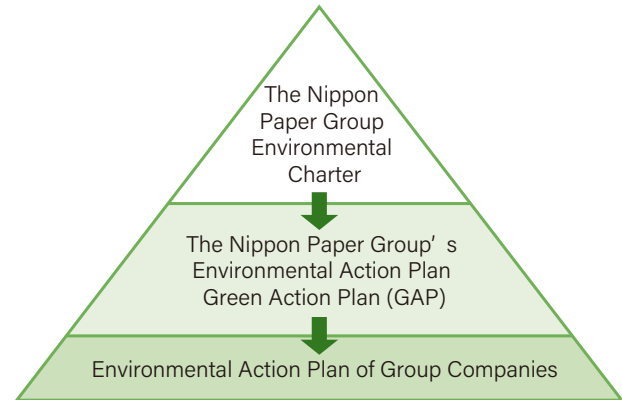 The Nippon
Paper Group
Environmental
Charter
The Nippon Paper Group’s
Environmental Action Plan
Green Action Plan (GAP)
Environmental Action Plan of Group Companies